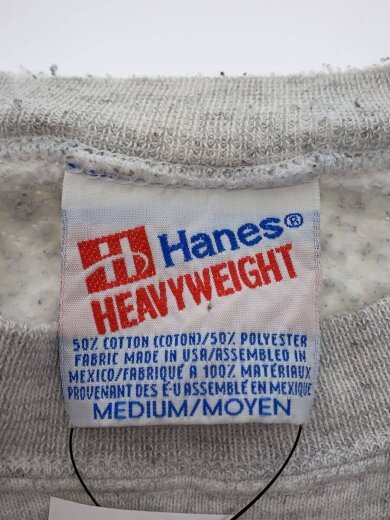 Hanes®
HEAVYWEIGHT
50% COTTON (COTON)/50% POLYESTER
FABRIC MADE IN USA/ASSEMBLED IN
MEXICO/FABRIQUÉ A 100% MATÉRIAUX
PROVENANT DES E-U ASSEMBLÉ EN MEXIQUE
MEDIUM/MOYEN